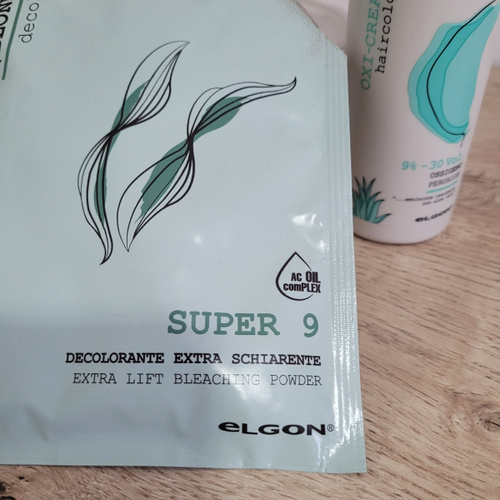 deco
AC OIL
comPLEX
SUPER 9
DECOLORANTE EXTRA SCHIARENTE
EXTRA LIFT BLEACHING POWDER
eLGON®
OXI-CREA
haircolo
9% - 30 Vol
OSSIGENO
eLGON